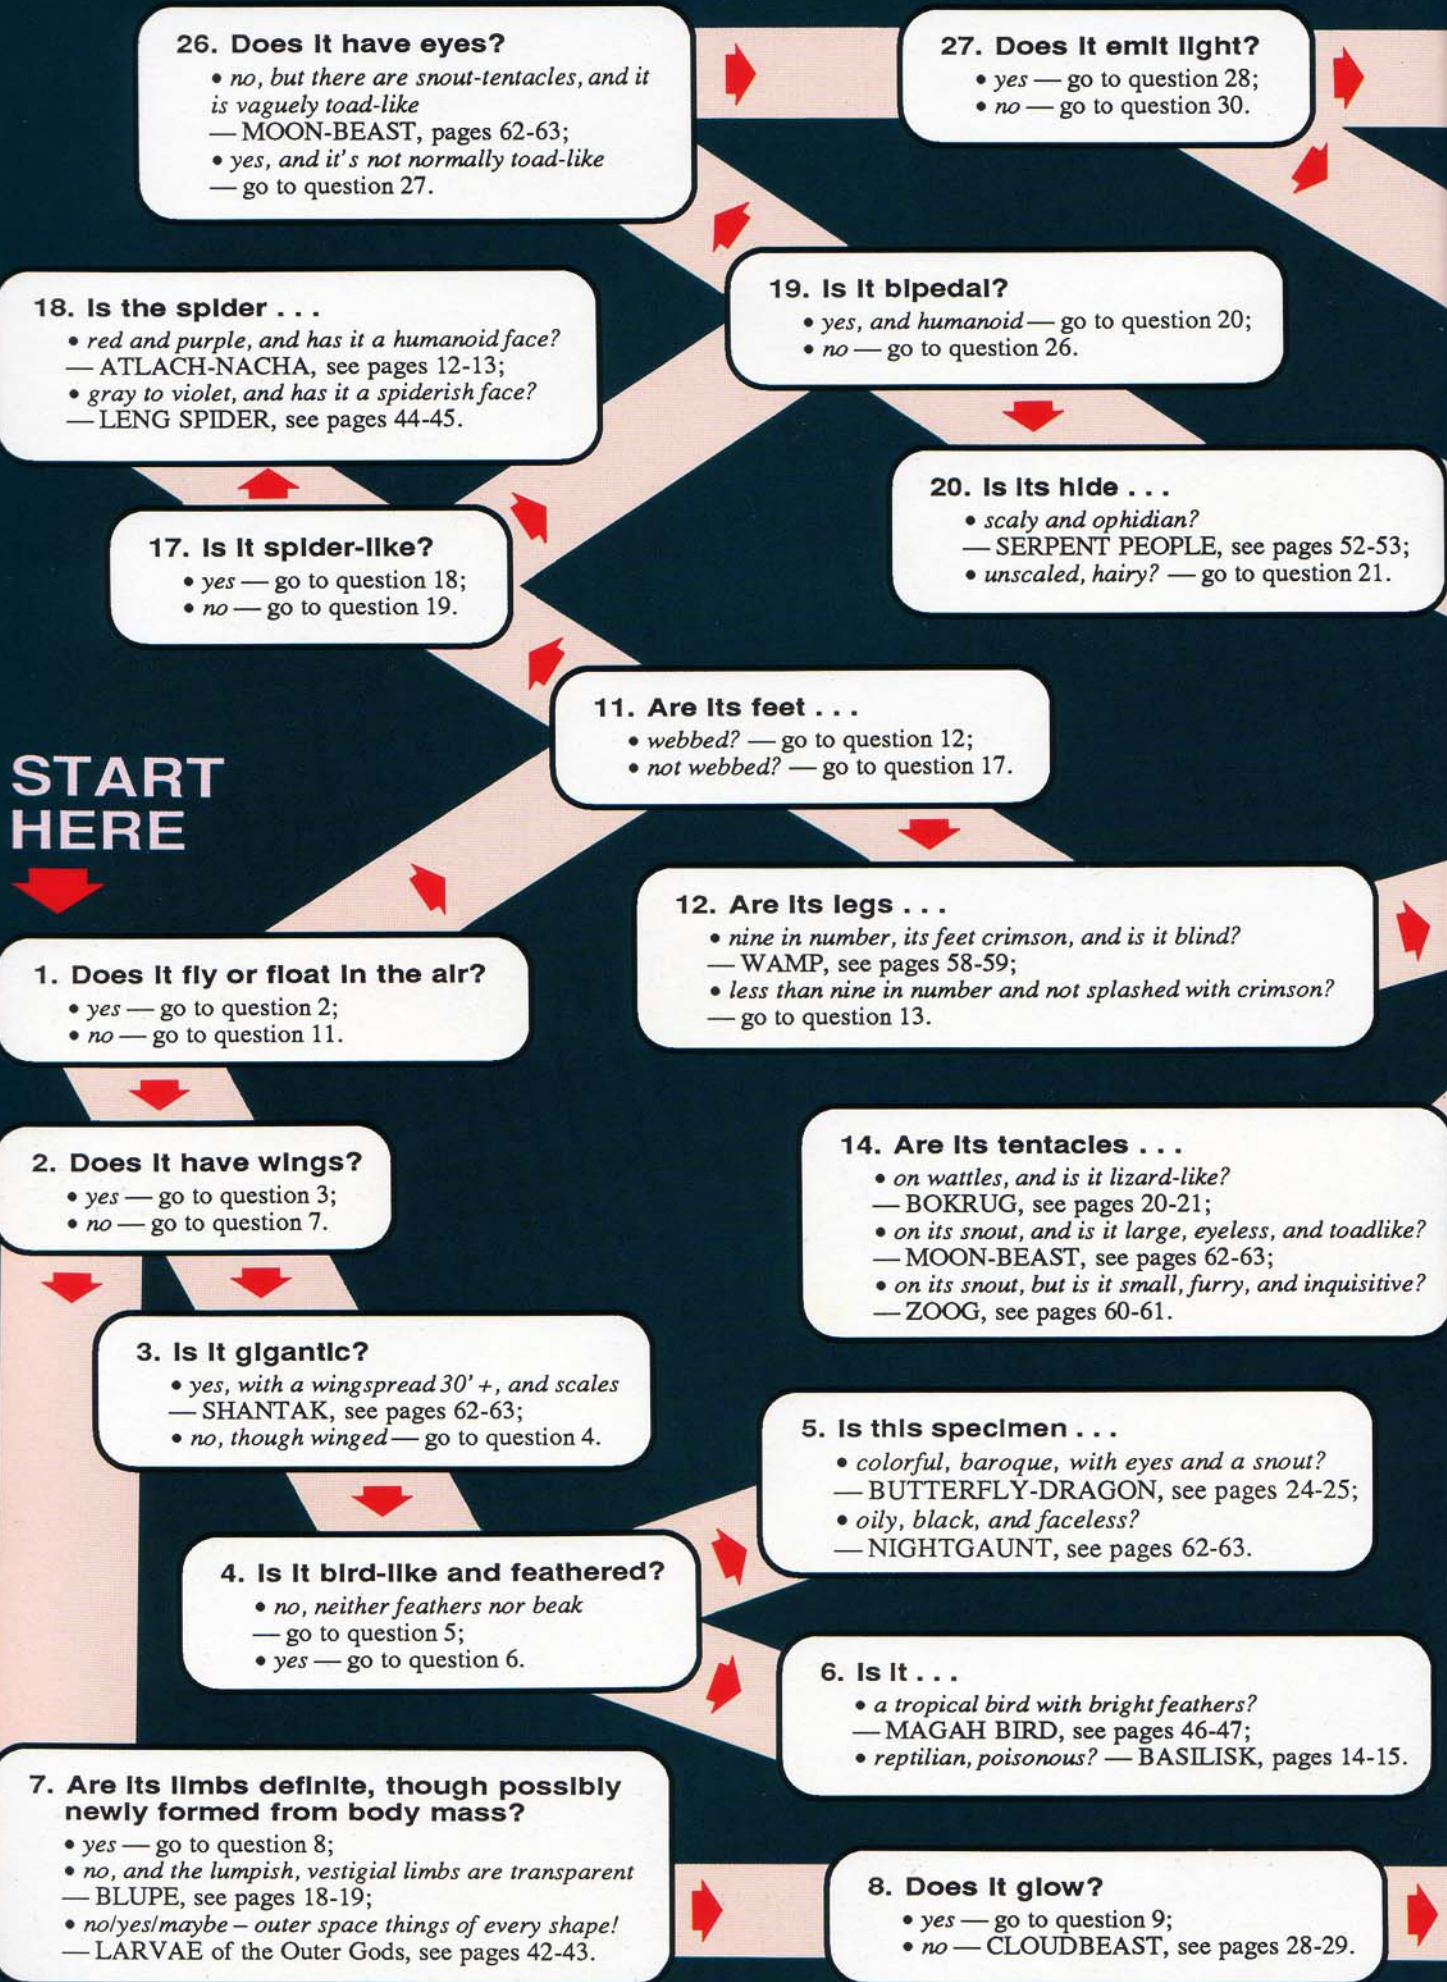 26. Does it have eyes?
• no, but there are snout-tentacles, and it
is vaguely toad-like
— MOON-BEAST, pages 62-63;
• yes, and it's not normally toad-like
— go to question 27.
27. Does it emit light?
• yes — go to question 28;
• no — go to question 30.
18. Is the spider . . .
• red and purple, and has it a humanoid face?
— ATLACH-NACHA, see pages 12-13;
• gray to violet, and has it a spiderish face?
— LENG SPIDER, see pages 44-45.
19. Is it bipedal?
• yes, and humanoid — go to question 20;
• no — go to question 26.
20. Is its hide . . .
• scaly and ophidian?
— SERPENT PEOPLE, see pages 52-53;
• unscaled, hairy? — go to question 21.
17. Is it spider-like?
• yes — go to question 18;
• no — go to question 19.
11. Are its feet . . .
• webbed? — go to question 12;
• not webbed? — go to question 17.
START
HERE
12. Are its legs . . .
• nine in number, its feet crimson, and is it blind?
— WAMP, see pages 58-59;
• less than nine in number and not splashed with crimson?
— go to question 13.
1. Does it fly or float in the air?
• yes — go to question 2;
• no — go to question 11.
2. Does it have wings?
• yes — go to question 3;
• no — go to question 7.
14. Are its tentacles . . .
• on wattles, and is it lizard-like?
— BOKRUG, see pages 20-21;
• on its snout, and is it large, eyeless, and toadlike?
— MOON-BEAST, see pages 62-63;
• on its snout, but is it small, furry, and inquisitive?
— ZOOG, see pages 60-61.
3. Is it gigantic?
• yes, with a wingspread 30' +, and scales
— SHANTAK, see pages 62-63;
• no, though winged — go to question 4.
5. Is this specimen . . .
• colorful, baroque, with eyes and a snout?
— BUTTERFLY-DRAGON, see pages 24-25;
• oily, black, and faceless?
— NIGHTGAUNT, see pages 62-63.
4. Is it bird-like and feathered?
• no, neither feathers nor beak
— go to question 5;
• yes — go to question 6.
6. Is it . . .
• a tropical bird with bright feathers?
— MAGAH BIRD, see pages 46-47;
• reptilian, poisonous? — BASILISK, pages 14-15.
7. Are its limbs definite, though possibly
newly formed from body mass?
• yes — go to question 8;
• no, and the lumpish, vestigial limbs are transparent
— BLUPE, see pages 18-19;
• no/yes/maybe – outer space things of every shape!
— LARVAE of the Outer Gods, see pages 42-43.
8. Does it glow?
• yes — go to question 9;
• no — CLOUDBEAST, see pages 28-29.